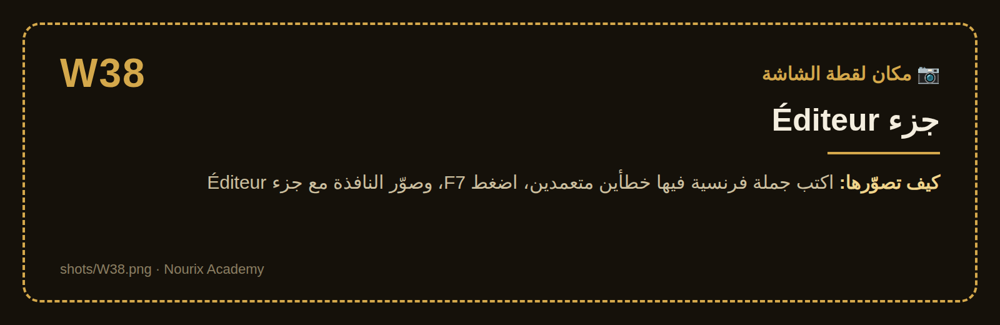 W38
📷 مكان لقطة الشاشة
جزء Éditeur
كيف تصوّرها: اكتب جملة فرنسية فيها خطأين متعمدين، اضغط F7، وصوّر النافذة مع جزء Éditeur
shots/W38.png · Nourix Academy